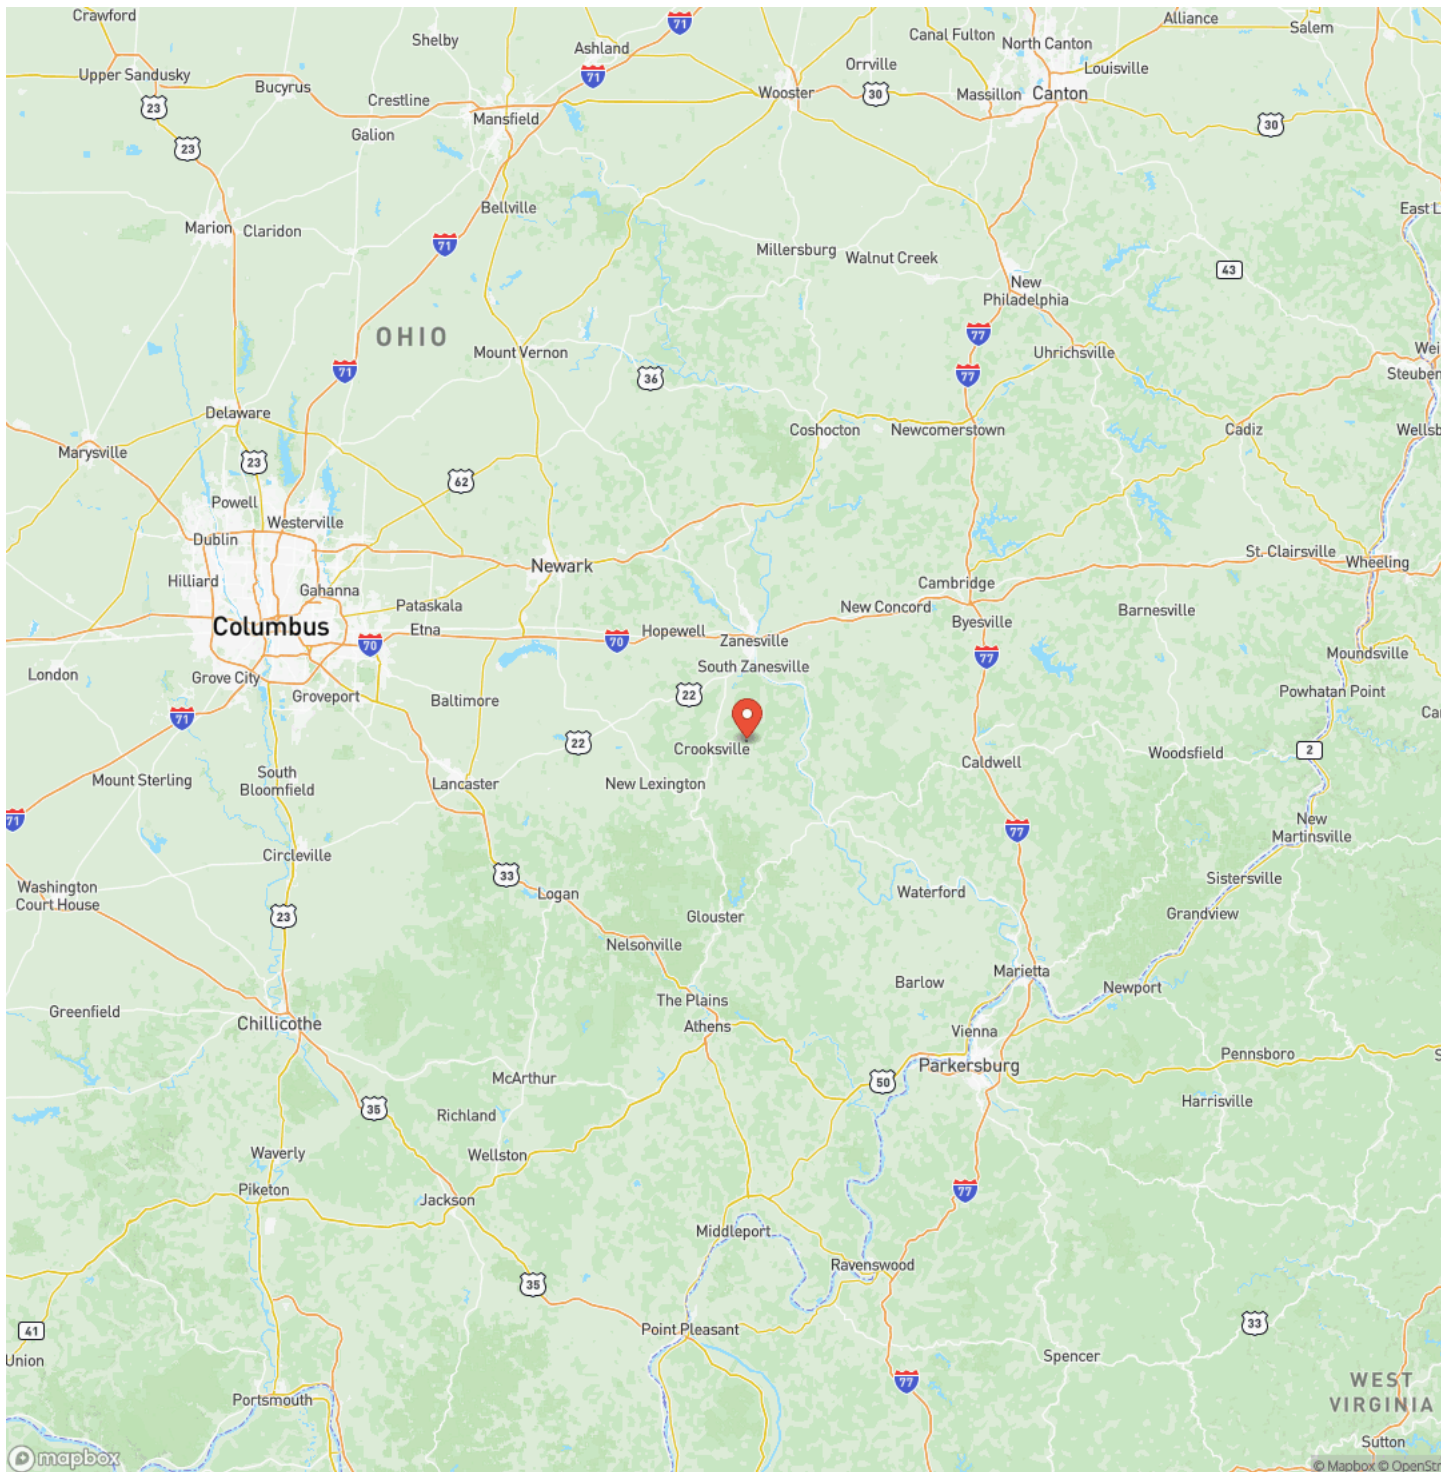 Crawford
71
Alliance
Salem
Shelby
Ashland
Canal Fulton
North Canton
Orrville
Louisville
Upper Sandusky
Bucyrus
71
Wooster
30
Massillon
Canton
Crestline
23
Mansfield
Galion
30
23
Bellville
East L
Marion
Claridon
71
Millersburg
Walnut Creek
43
New
Philadelphia
OHIO
77
Mount Vernon
Uhrichsville
Wei
71
36
77
Steuben
Delaware
Coshocton
Newcomerstown
Cadiz
Wellsb
Marysville
23
62
Powell
Westerville
Dublin
St. Clairsville
Wheeling
Newark
Hilliard
Gahanna
Cambridge
Pataskala
New Concord
Barnesville
Columbus
Etna
Hopewell
Byesville
70
70
Zanesville
77
Moundsville
London
Grove City
South Zanesville
Groveport
Baltimore
22
Powhatan Point
71
Ca
22
Crooksville
Woodsfield
2
Caldwell
Mount Sterling
South
Bloomfield
Lancaster
New Lexington
71
New
Martinsville
77
Circleville
33
Sistersville
Washington
Court House
Logan
Waterford
23
Glouster
Grandview
Nelsonville
Marietta
Barlow
Newport
The Plains
Greenfield
Chillicothe
Athens
Vienna
Pennsboro
S
Parkersburg
McArthur
50
Harrisville
35
Richland
Waverly
Wellston
Piketon
77
Jackson
Middleport
Ravenswood
35
41
Point Pleasant
33
Union
Spencer
77
WEST
VIRGINIA
Portsmouth
Sutton
mapbox
© Mapbox © OpenStr